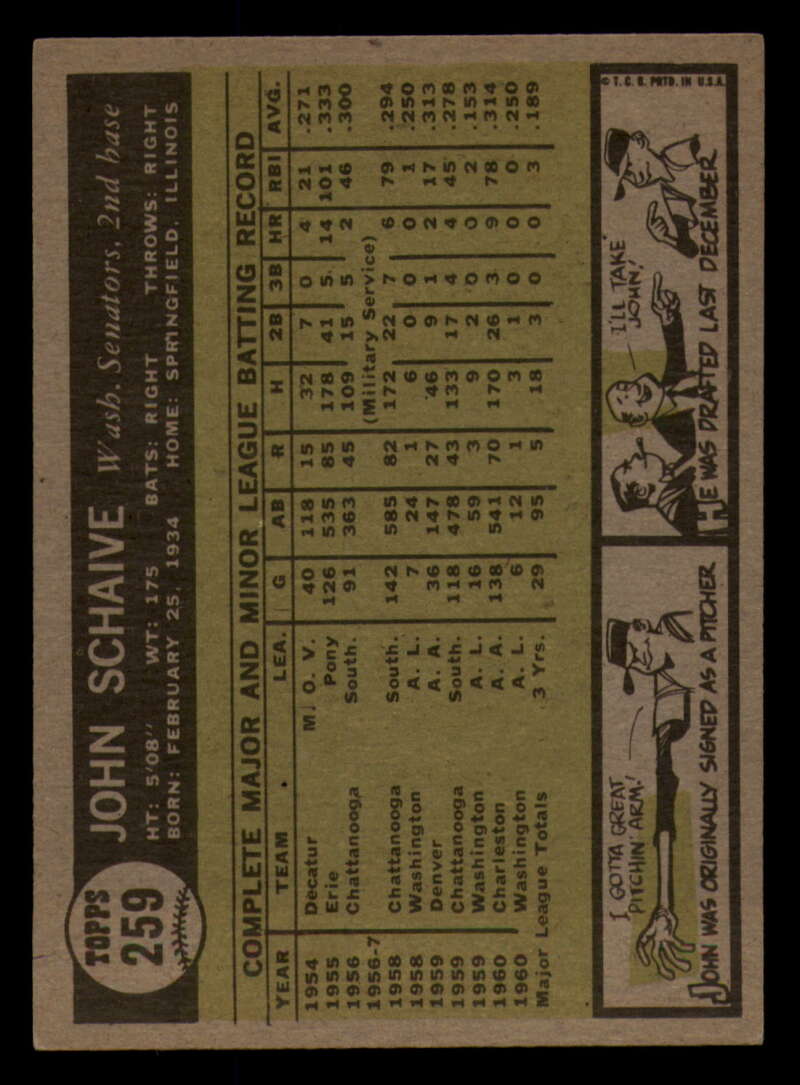 TOPPS
259
JOHN SCHAIVE Wash. Senators, 2nd base
HT: 5'08'' WT: 175 BATS: RIGHT THROWS: RIGHT
BORN: FEBRUARY 25, 1934 HOME: SPRINGFIELD, ILLINOIS
COMPLETE MAJOR AND MINOR LEAGUE BATTING RECORD
YEAR TEAM LEA. G AB R H 2B 3B HR RBI AVG.
1954 Decatur M. O. V. 40 118 15 32 7 0 4 21 .271
1955 Erie Pony 126 535 85 178 41 5 14 101 .333
1956 Chattanooga South. 91 363 45 109 15 5 2 46 .300
1956-7 (Military Service)
1958 Chattanooga South. 142 585 82 172 22 7 6 79 .294
1958 Washington A. L. 7 24 1 6 0 0 0 1 .250
1959 Denver A. A. 36 147 27 46 9 1 2 17 .313
1959 Chattanooga South. 118 478 43 133 17 4 4 45 .278
1959 Washington A. L. 16 59 3 9 2 0 0 2 .153
1960 Charleston A. A. 138 541 70 170 26 3 9 78 .314
1960 Washington A. L. 6 12 1 3 1 0 0 0 .250
Major League Totals 3 Yrs. 29 95 5 18 3 0 0 3 .189
I GOTTA GREAT
PITCHIN' ARM!
JOHN WAS ORIGINALLY SIGNED AS A PITCHER
© T. C. G. PRTD. IN U.S.A.
I'LL TAKE
JOHN!
HE WAS DRAFTED LAST DECEMBER